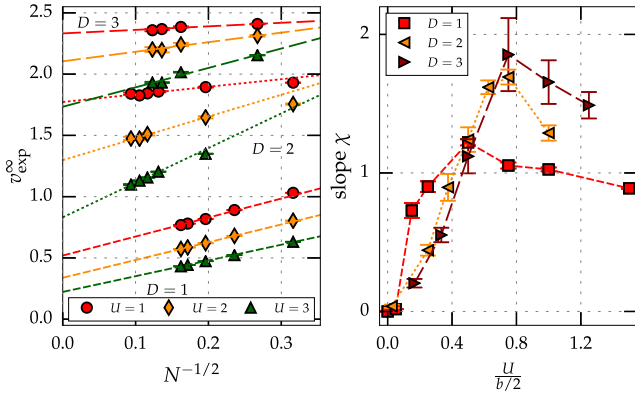 D = 3
D = 2
D = 1
2.5
2.0
1.5
1.0
0.5
0.0
v∞exp
U = 1
U = 2
U = 3
0.0
0.1
0.2
0.3
N−1/2
D = 1
D = 2
D = 3
2
1
0
slope χ
0.0
0.4
0.8
1.2
U
b/2